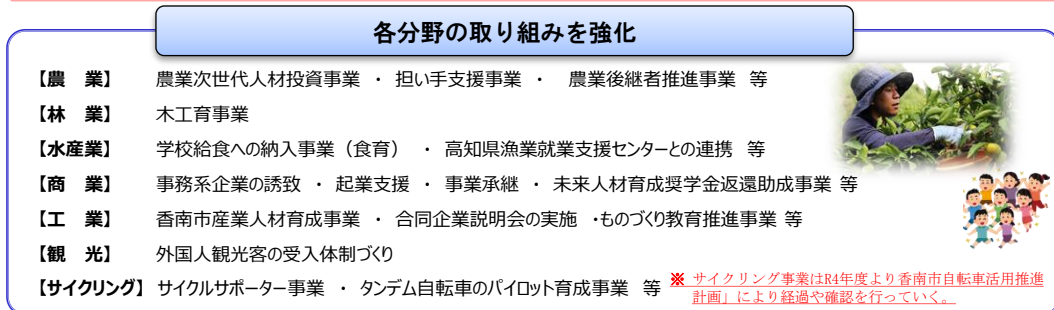 各分野の取り組みを強化
【農　業】　農業次世代人材投資事業 ・ 担い手支援事業 ・　農業後継者推進事業 等
【林　業】　木工育事業
【水産業】　学校給食への納入事業（食育） ・ 高知県漁業就業支援センターとの連携 等
【商　業】　事務系企業の誘致 ・ 起業支援 ・ 事業承継 ・ 未来人材育成奨学金返還助成事業 等
【工　業】　香南市産業人材育成事業 ・ 合同企業説明会の実施 ・ものづくり教育推進事業 等
【観　光】　外国人観光客の受入体制づくり
【サイクリング】 サイクルサポーター事業 ・ タンデム自転車のパイロット育成事業 等
※ サイクリング事業はR4年度より香南市自転車活用推進
計画」により経過や確認を行っていく。